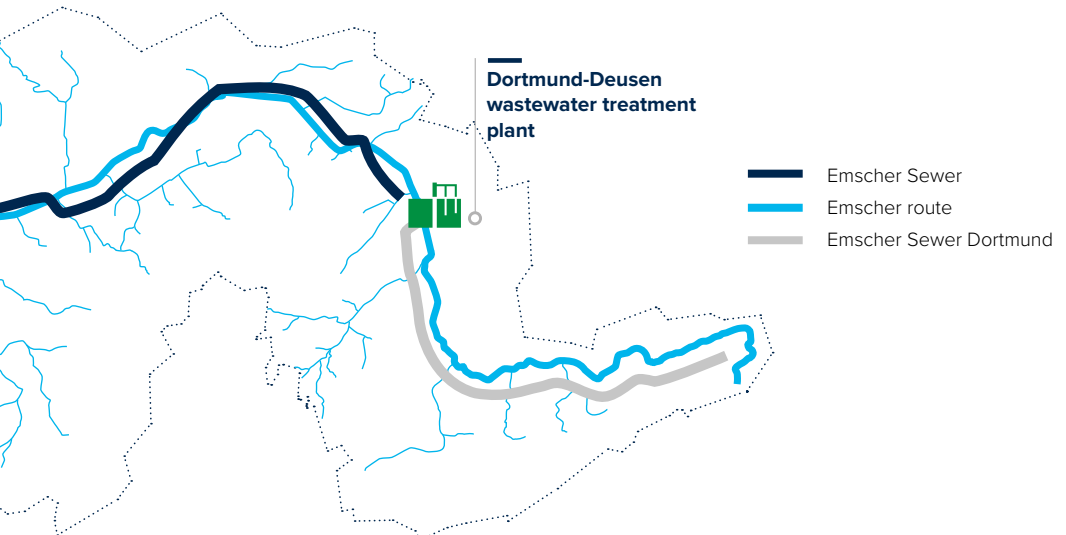 Dortmund-Deusen
wastewater treatment
plant
Emscher Sewer
Emscher route
Emscher Sewer Dortmund